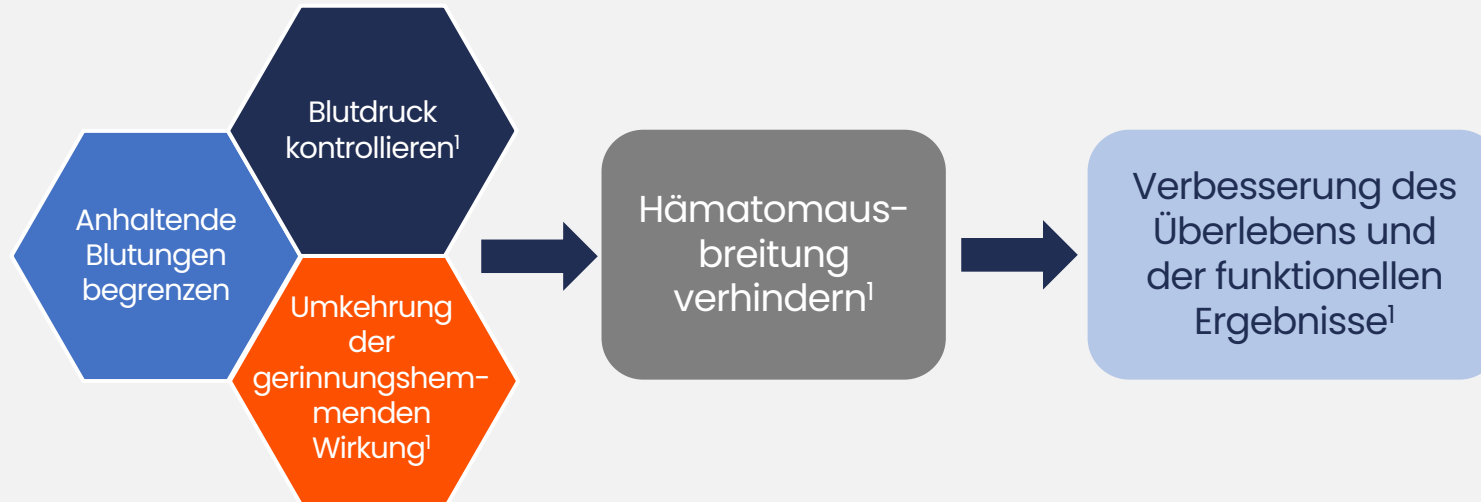 Blutdruck
kontrollieren¹
Anhaltende
Blutungen
begrenzen
Umkehrung
der
gerinnungshem-
menden
Wirkung¹
Hämatomaus-
breitung
verhindern¹
Verbesserung des
Überlebens und
der funktionellen
Ergebnisse¹